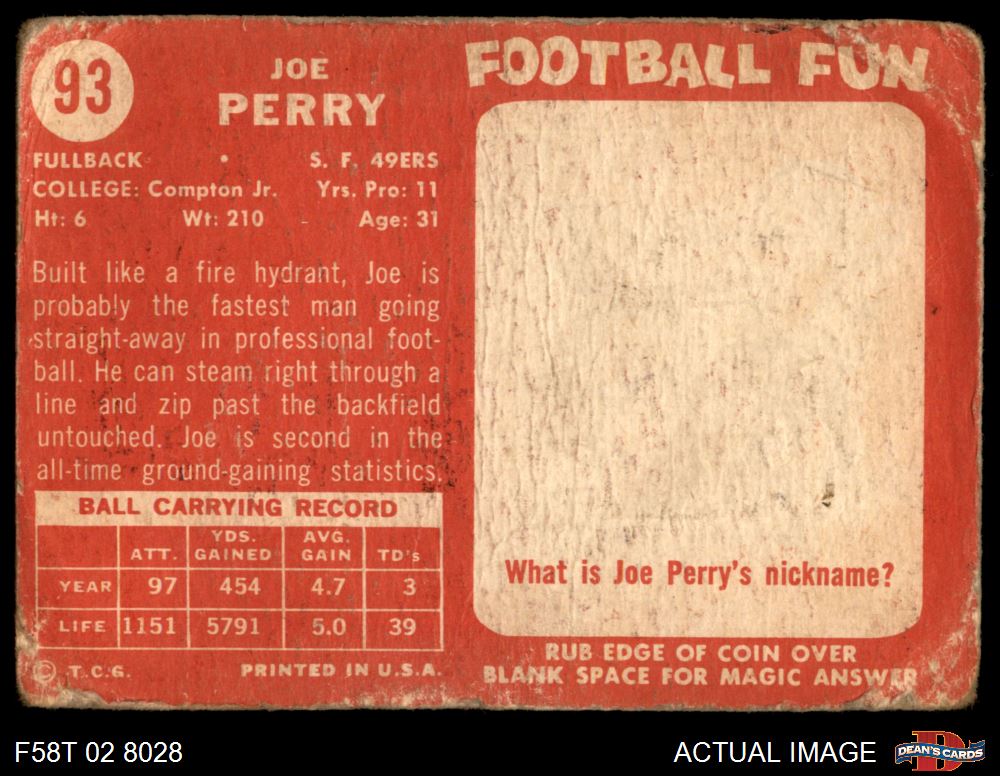 93
JOE
PERRY
FULLBACK • S. F. 49ERS
COLLEGE: Compton Jr. Yrs. Pro: 11
Ht: 6 Wt: 210 Age: 31
Built like a fire hydrant, Joe is
probably the fastest man going
straight-away in professional foot-
ball. He can steam right through a
line and zip past the backfield
untouched. Joe is second in the
all-time ground-gaining statistics.
BALL CARRYING RECORD
ATT. YDS. GAINED AVG. GAIN TD's
YEAR 97 454 4.7 3
LIFE 1151 5791 5.0 39
© T.C.G. PRINTED IN U.S.A.
FOOTBALL FUN
What is Joe Perry's nickname?
RUB EDGE OF COIN OVER
BLANK SPACE FOR MAGIC ANSWER
F58T 02 8028 ACTUAL IMAGE DEAN'S CARDS